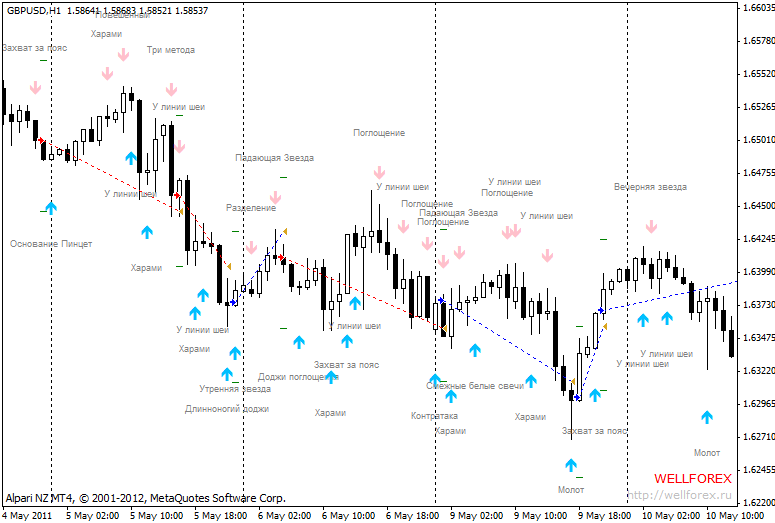 GBPUSD,H1 1.58641 1.58683 1.58521 1.58537
Повешенный
Харами
Захват за пояс
Три метода
У линии шеи
Поглощение
Падающая Звезда
У линии шеи
У линии шеи
У линии шеи
Вечерняя звезда
Поглощение
Поглощение
Разделение
Падающая Звезда
Поглощение
У линии шеи
Основание Пинцет
Харами
У линии шеи
У линии шеи
Харами
У линии шеи
У линии шеи
Захват за пояс
Доджи поглощения
Утренняя звезда
Смежные белые свечи
Длинноногий доджи
Харами
Контратака
Харами
Харами
Захват за пояс
Молот
Молот
WELLFOREX
http://wellforex.ru
Alpari NZ MT4, © 2001-2012, MetaQuotes Software Corp.
1.66035
1.65780
1.65520
1.65265
1.65010
1.64755
1.64500
1.64245
1.63990
1.63730
1.63475
1.63220
1.62965
1.62710
1.62455
1.62200
4 May 2011
5 May 02:00
5 May 10:00
5 May 18:00
6 May 02:00
6 May 10:00
6 May 18:00
9 May 02:00
9 May 10:00
9 May 18:00
10 May 02:00
10 May 10:00